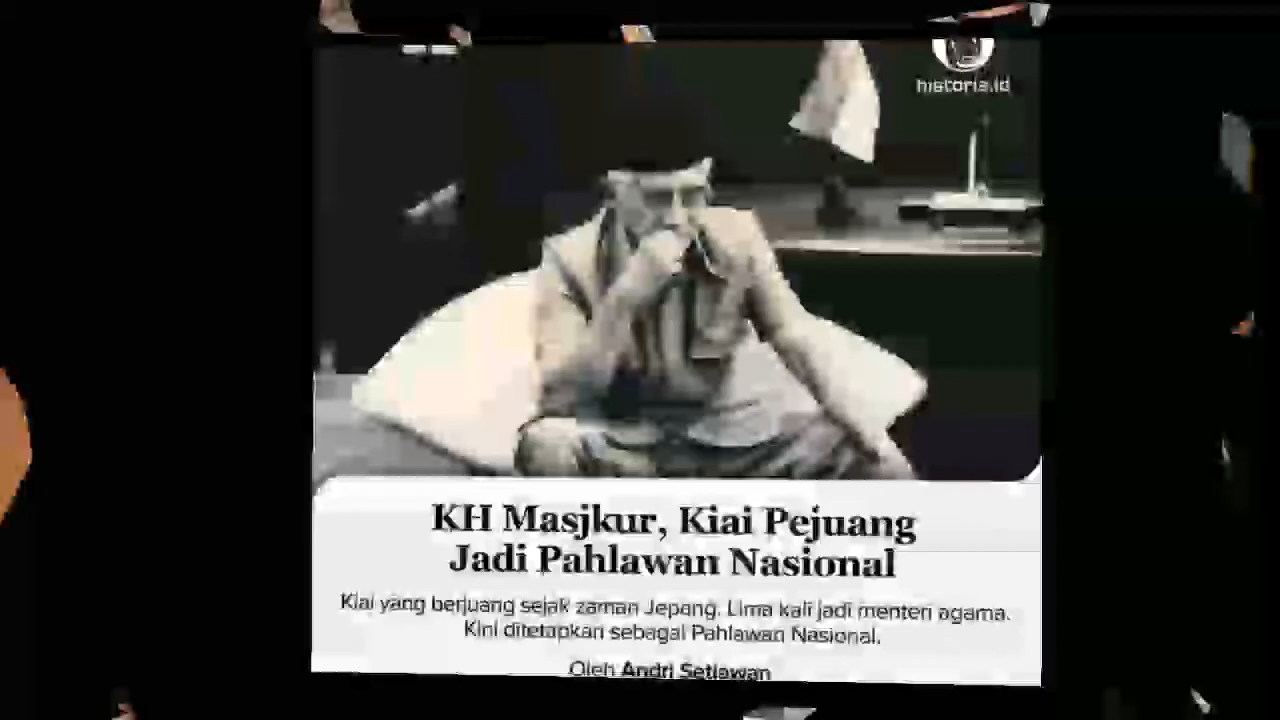 historia.id
KH Masjkur, Kiai Pejuang
Jadi Pahlawan Nasional
Kiai yang berjuang sejak zaman Jepang. Lima kali jadi menteri agama.
Kini ditetapkan sebagai Pahlawan Nasional.
Oleh Andri Setiawan